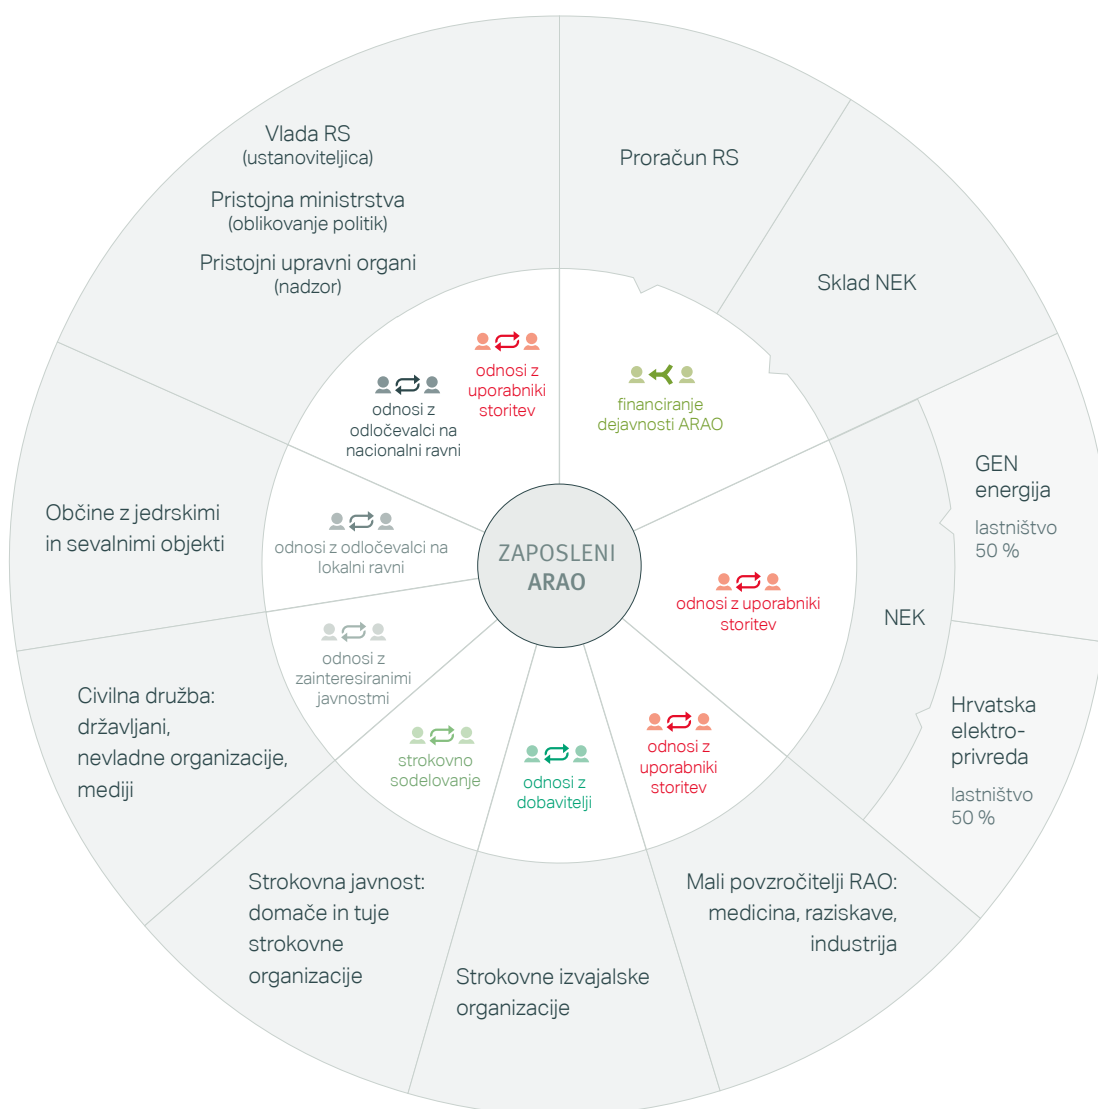 Vlada RS
(ustanoviteljica)
Pristojna ministrstva
(oblikovanje politik)
Pristojni upravni organi
(nadzor)
Proračun RS
Sklad NEK
GEN
energija
lastništvo
50 %
NEK
Hrvatska
elektro-
privreda
lastništvo
50 %
Mali povzročitelji RAO:
medicina, raziskave,
industrija
Strokovne izvajalske
organizacije
Strokovna javnost:
domače in tuje
strokovne
organizacije
Civilna družba:
državljani,
nevladne organizacije,
mediji
Občine z jedrskimi
in sevalnimi objekti
odnosi z
odločevalci na
nacionalni ravni
odnosi z
uporabniki
storitev
financiranje
dejavnosti ARAO
odnosi z uporabniki
storitev
odnosi z
uporabniki
storitev
odnosi z
dobavitelji
strokovno
sodelovanje
odnosi z
zainteresiranimi
javnostmi
odnosi z odločevalci na
lokalni ravni
ZAPOSLENI
ARAO